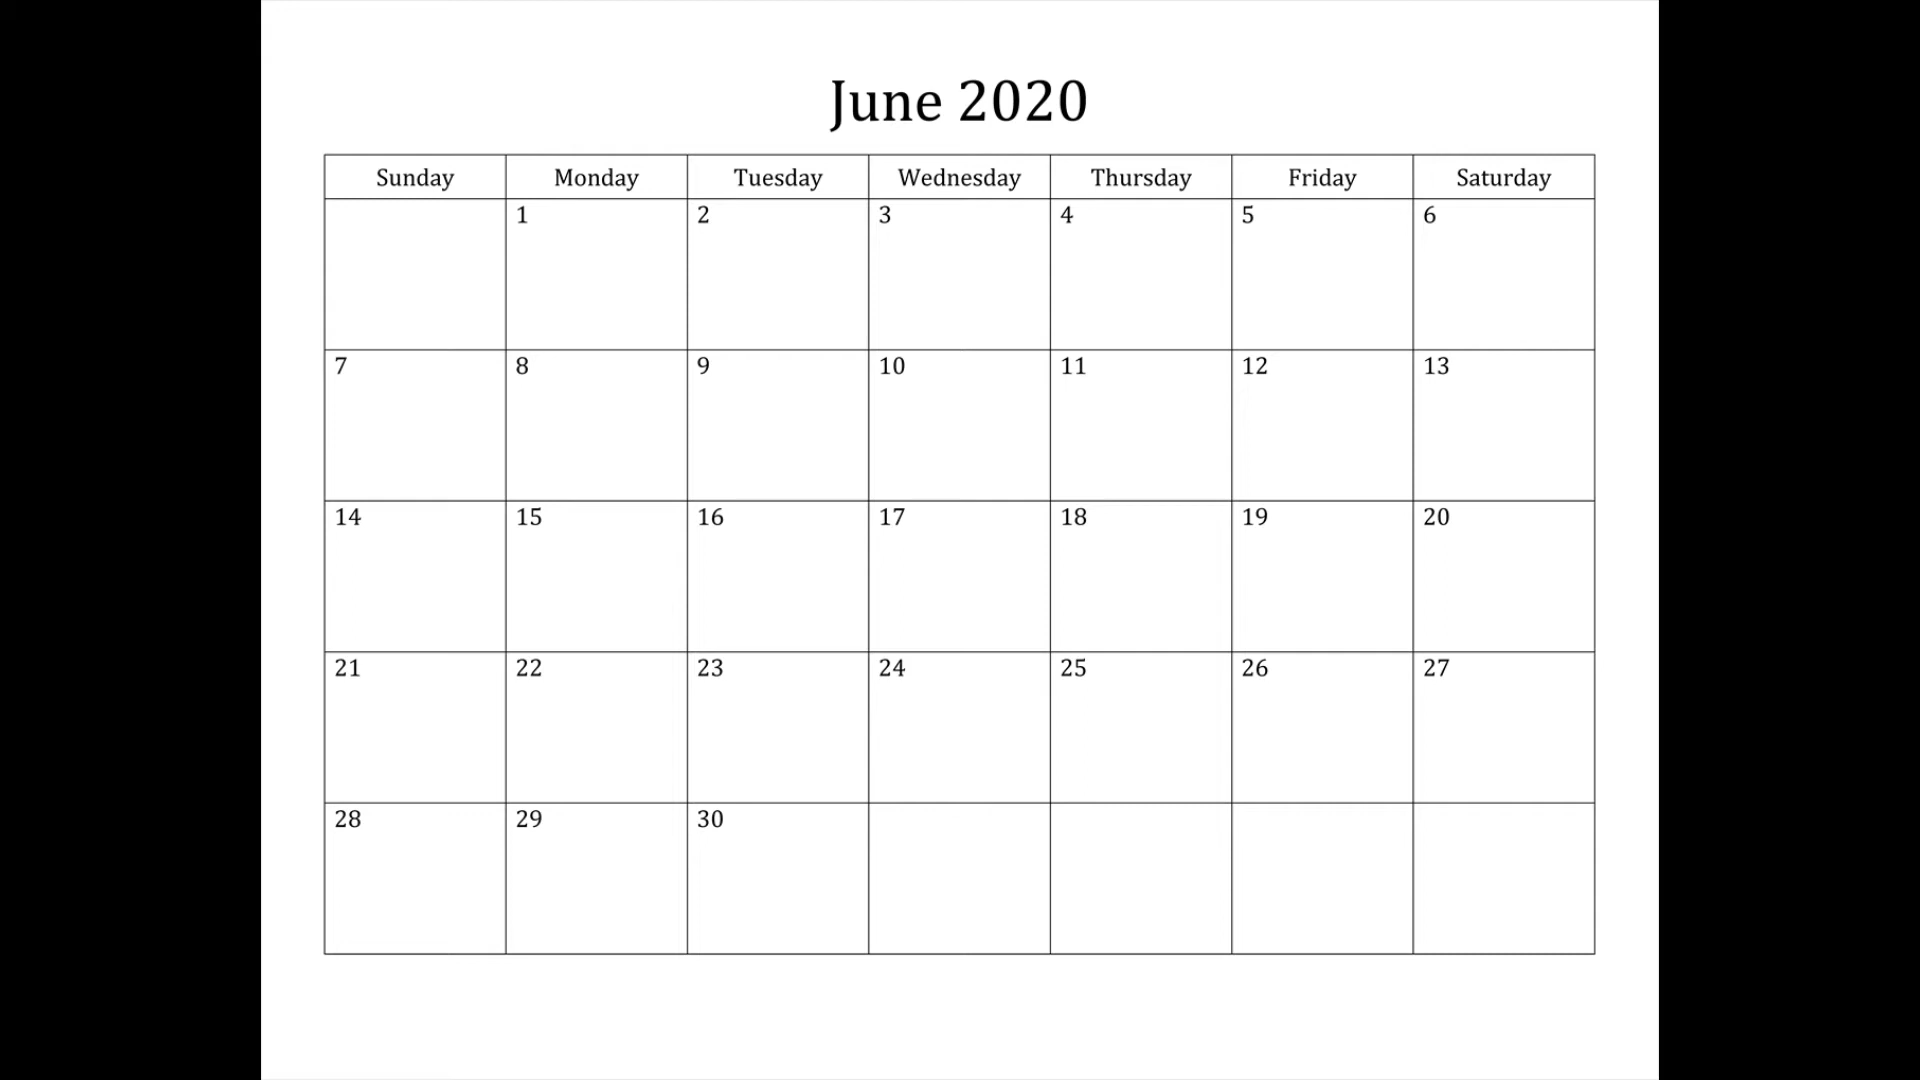 June 2020
Sunday Monday Tuesday Wednesday Thursday Friday Saturday
1 2 3 4 5 6
7 8 9 10 11 12 13
14 15 16 17 18 19 20
21 22 23 24 25 26 27
28 29 30